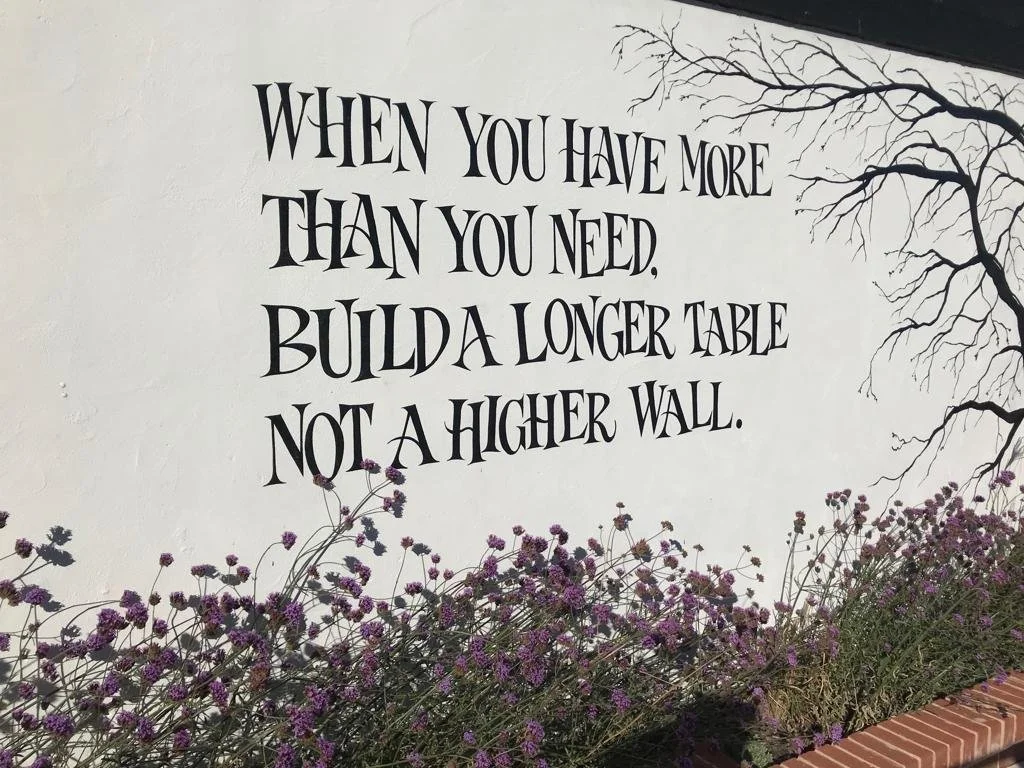 WHEN YOU HAVE MORE
THAN YOU NEED,
BUILD A LONGER TABLE
NOT A HIGHER WALL.